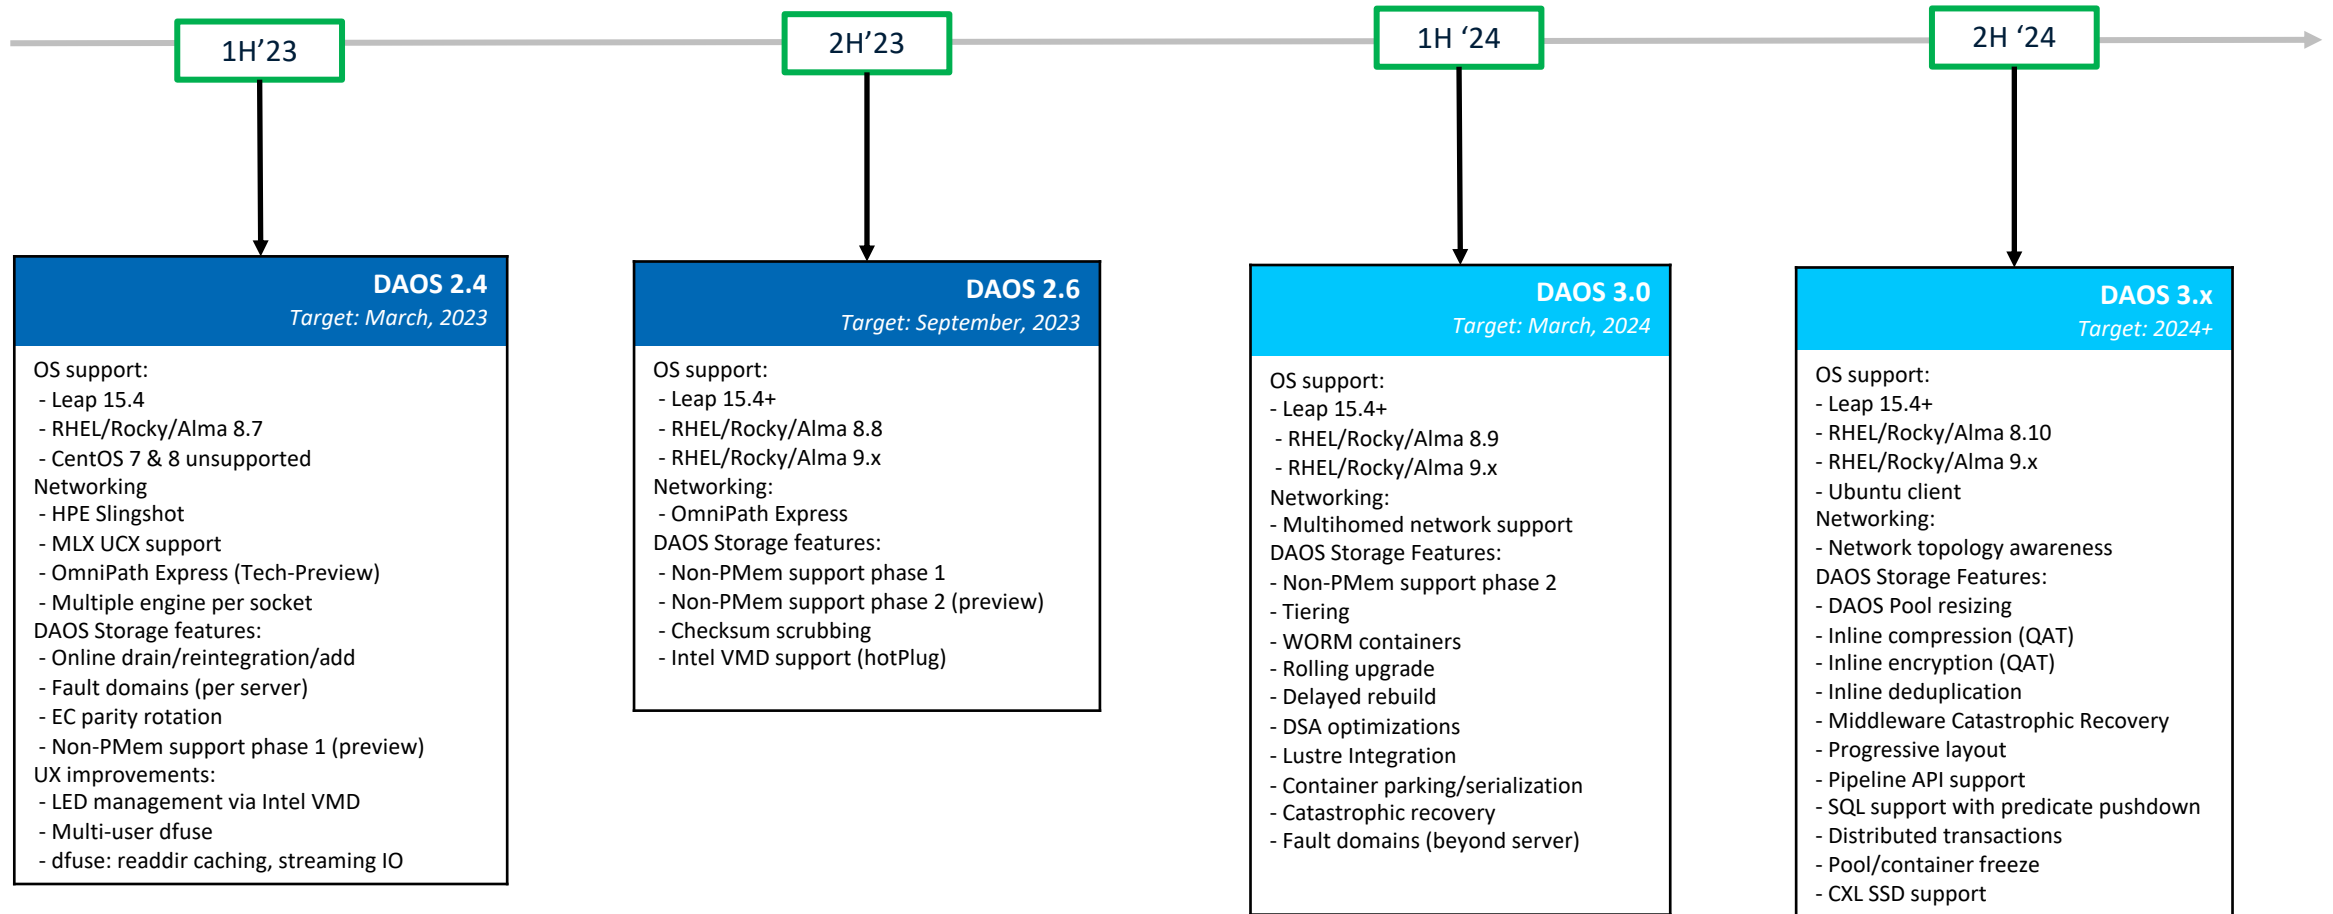 1H'23
2H'23
1H ‘24
2H ‘24
DAOS 2.4
Target: March, 2023
OS support:
- Leap 15.4
- RHEL/Rocky/Alma 8.7
- CentOS 7 & 8 unsupported
Networking
- HPE Slingshot
- MLX UCX support
- OmniPath Express (Tech-Preview)
- Multiple engine per socket
DAOS Storage features:
- Online drain/reintegration/add
- Fault domains (per server)
- EC parity rotation
- Non-PMem support phase 1 (preview)
UX improvements:
- LED management via Intel VMD
- Multi-user dfuse
- dfuse: readdir caching, streaming IO
DAOS 2.6
Target: September, 2023
OS support:
- Leap 15.4+
- RHEL/Rocky/Alma 8.8
- RHEL/Rocky/Alma 9.x
Networking:
- OmniPath Express
DAOS Storage features:
- Non-PMem support phase 1
- Non-PMem support phase 2 (preview)
- Checksum scrubbing
- Intel VMD support (hotPlug)
DAOS 3.0
Target: March, 2024
OS support:
- Leap 15.4+
- RHEL/Rocky/Alma 8.9
- RHEL/Rocky/Alma 9.x
Networking:
- Multihomed network support
DAOS Storage Features:
- Non-PMem support phase 2
- Tiering
- WORM containers
- Rolling upgrade
- Delayed rebuild
- DSA optimizations
- Lustre Integration
- Container parking/serialization
- Catastrophic recovery
- Fault domains (beyond server)
DAOS 3.x
Target: 2024+
OS support:
- Leap 15.4+
- RHEL/Rocky/Alma 8.10
- RHEL/Rocky/Alma 9.x
- Ubuntu client
Networking:
- Network topology awareness
DAOS Storage Features:
- DAOS Pool resizing
- Inline compression (QAT)
- Inline encryption (QAT)
- Inline deduplication
- Middleware Catastrophic Recovery
- Progressive layout
- Pipeline API support
- SQL support with predicate pushdown
- Distributed transactions
- Pool/container freeze
- CXL SSD support